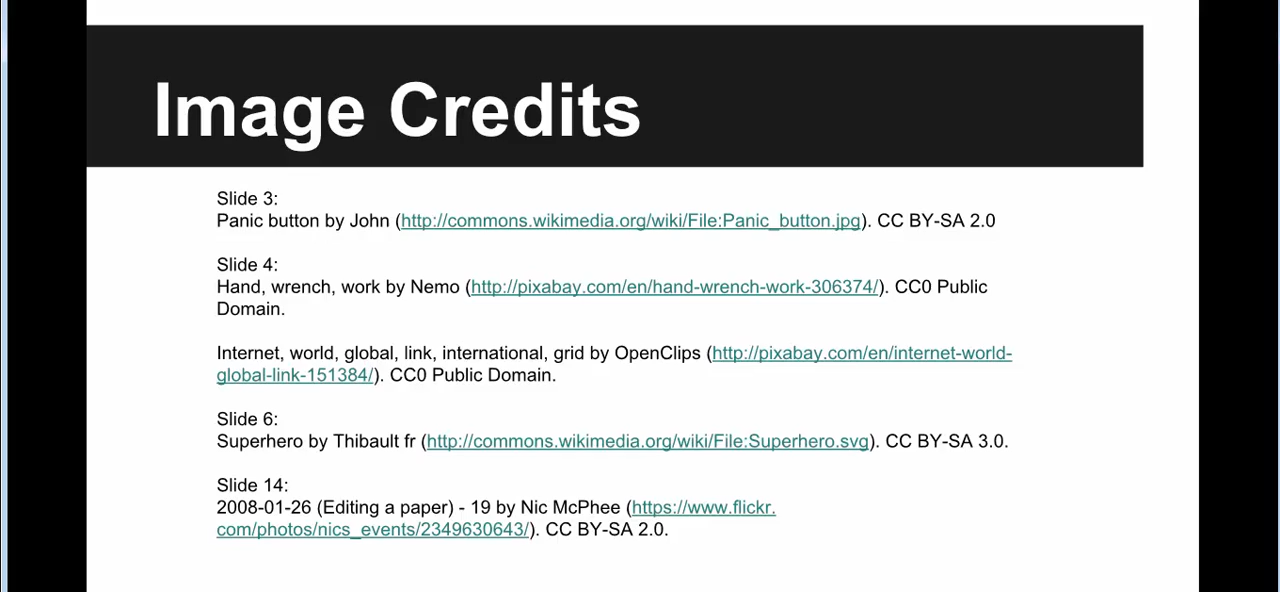 Image Credits
Slide 3:
Panic button by John (http://commons.wikimedia.org/wiki/File:Panic_button.jpg). CC BY-SA 2.0
Slide 4:
Hand, wrench, work by Nemo (http://pixabay.com/en/hand-wrench-work-306374/). CC0 Public
Domain.
Internet, world, global, link, international, grid by OpenClips (http://pixabay.com/en/internet-world-
global-link-151384/). CC0 Public Domain.
Slide 6:
Superhero by Thibault fr (http://commons.wikimedia.org/wiki/File:Superhero.svg). CC BY-SA 3.0.
Slide 14:
2008-01-26 (Editing a paper) - 19 by Nic McPhee (https://www.flickr.
com/photos/nics_events/2349630643/). CC BY-SA 2.0.